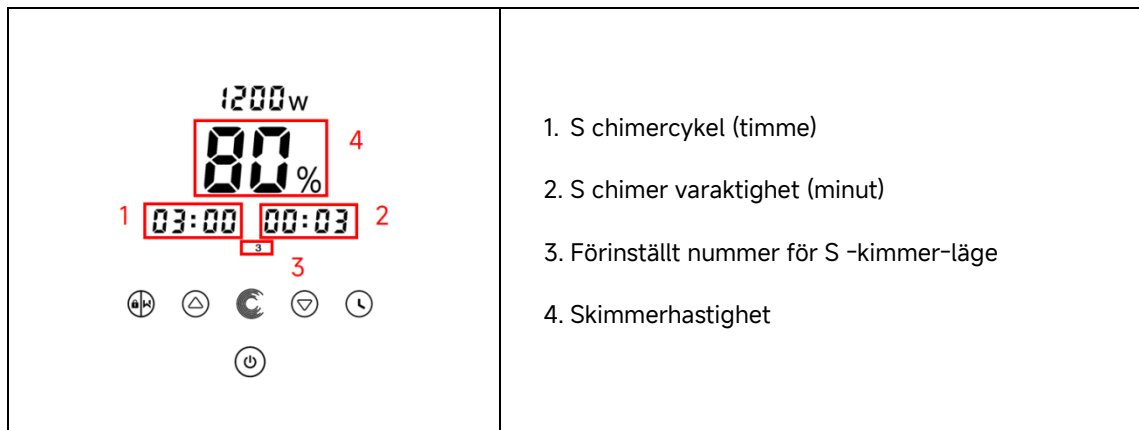 1200w
80%
4
1 03:00 00:03 2
3
3
1. S chimercykel (timme)
2. S chimer varaktighet (minut)
3. Förinställt nummer för S -kimmer-läge
4. Skimmerhastighet